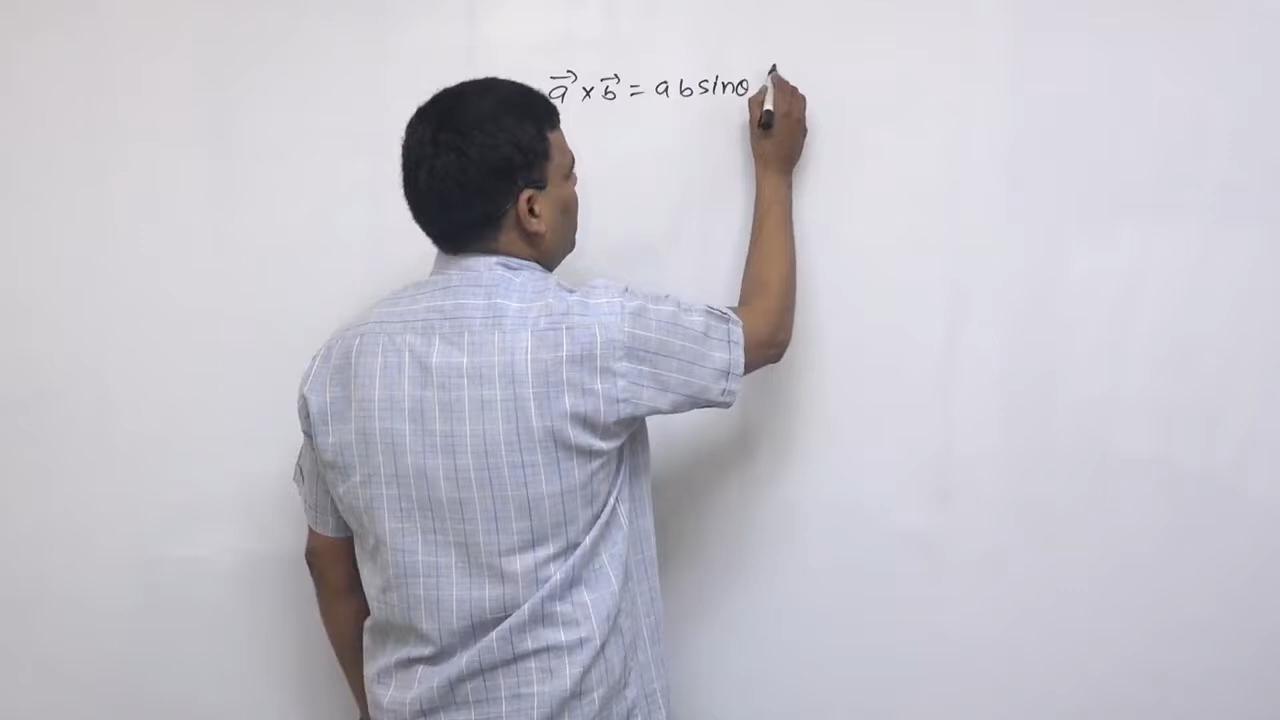 a⃗ × b⃗ = a b sinθ